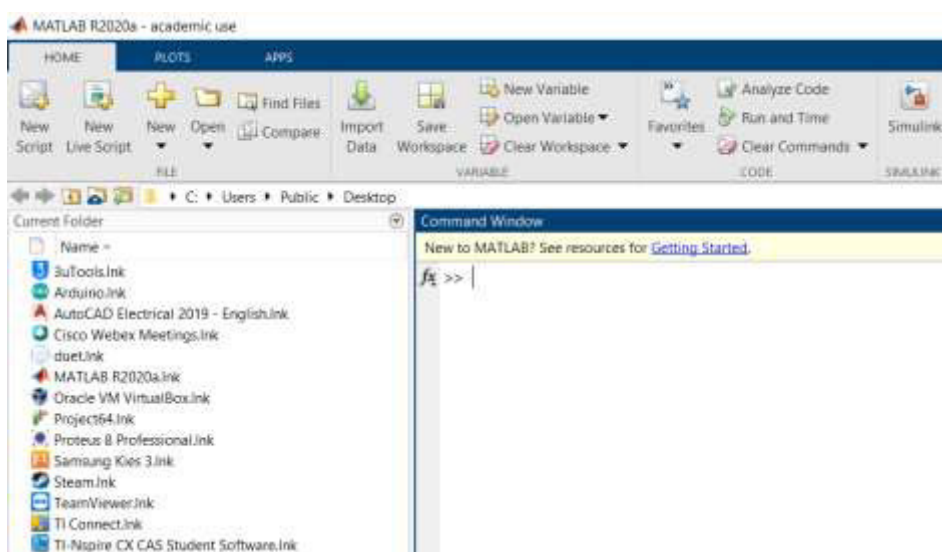 MATLAB R2020a - academic use
HOME PLOTS APPS
New Script
New Live Script
New
Open
Find Files
Compare
Import Data
Save Workspace
New Variable
Open Variable
Clear Workspace
Favorites
Analyze Code
Run and Time
Clear Commands
Simulink
FILE VARIABLE CODE SIMULINK
C: Users Public Desktop
Current Folder
Name
3uTools.lnk
Arduino.lnk
AutoCAD Electrical 2019 - English.lnk
Cisco Webex Meetings.lnk
duet.lnk
MATLAB R2020a.lnk
Oracle VM VirtualBox.lnk
Project64.lnk
Proteus 8 Professional.lnk
Samsung Kies 3.lnk
Steam.lnk
TeamViewer.lnk
TI Connect.lnk
TI-Nspire CX CAS Student Software.lnk
Command Window
New to MATLAB? See resources for Getting Started.
fx >>